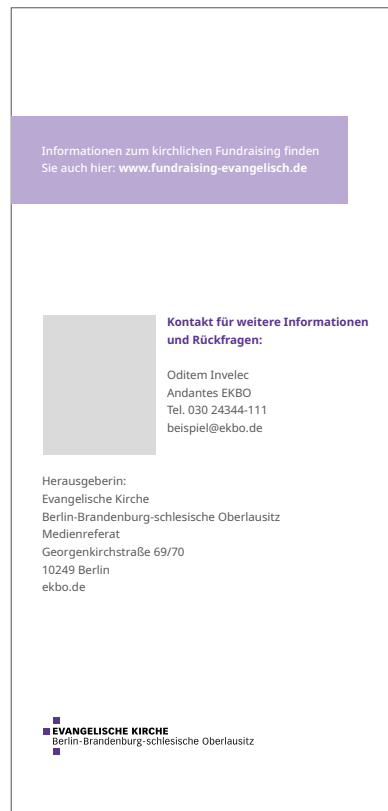 Informationen zum kirchlichen Fundraising finden
Sie auch hier: www.fundraising-evangelisch.de
Kontakt für weitere Informationen
und Rückfragen:
Oditem Invelec
Andantes EKBO
Tel. 030 24344-111
beispiel@ekbo.de
Herausgeberin:
Evangelische Kirche
Berlin-Brandenburg-schlesische Oberlausitz
Medienreferat
Georgenkirchstraße 69/70
10249 Berlin
ekbo.de
EVANGELISCHE KIRCHE
Berlin-Brandenburg-schlesische Oberlausitz